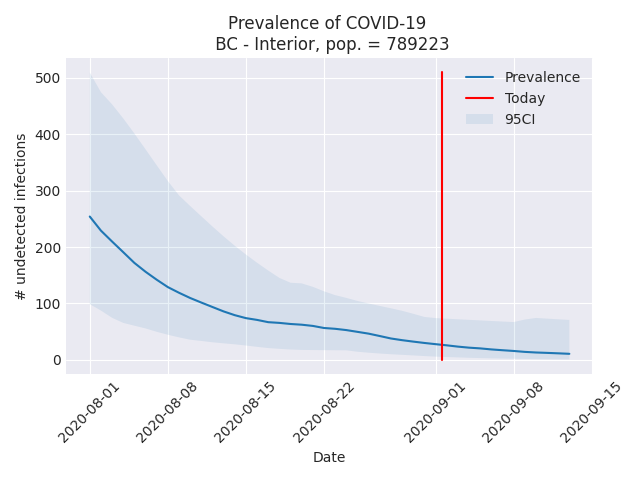 Prevalence of COVID-19
BC - Interior, pop. = 789223
500
400
300
200
100
0
# undetected infections
Prevalence
Today
95CI
2020-08-01
2020-08-08
2020-08-15
2020-08-22
2020-09-01
2020-09-08
2020-09-15
Date